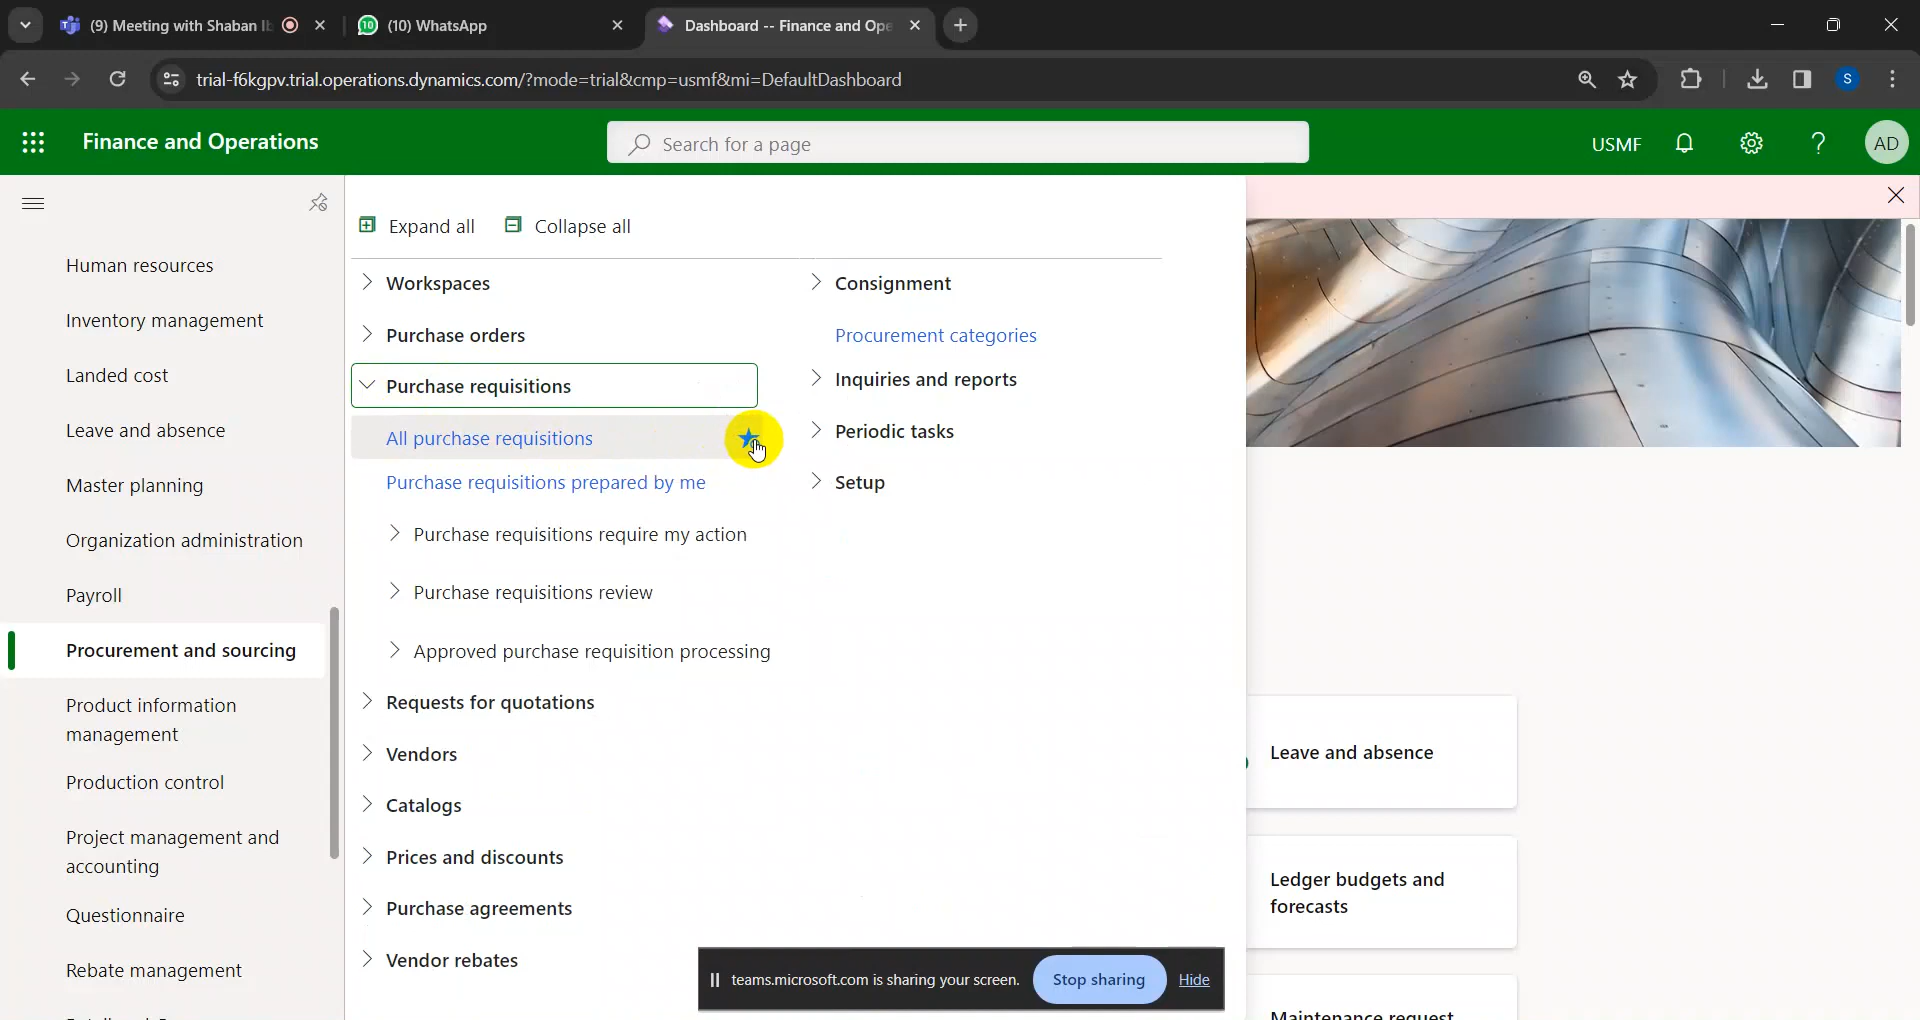 (9) Meeting with Shaban Ib
10
(10) WhatsApp
Dashboard -- Finance and Ope
trial-f6kgpv.trial.operations.dynamics.com/?mode=trial&cmp=usmf&mi=DefaultDashboard
S
Finance and Operations
Search for a page
USMF
?
AD
Expand all
Collapse all
Human resources
Inventory management
Landed cost
Leave and absence
Master planning
Organization administration
Payroll
Procurement and sourcing
Product information
management
Production control
Project management and
accounting
Questionnaire
Rebate management
Workspaces
Purchase orders
Purchase requisitions
All purchase requisitions
Purchase requisitions prepared by me
Purchase requisitions require my action
Purchase requisitions review
Approved purchase requisition processing
Requests for quotations
Vendors
Catalogs
Prices and discounts
Purchase agreements
Vendor rebates
Consignment
Procurement categories
Inquiries and reports
Periodic tasks
Setup
Leave and absence
Ledger budgets and
forecasts
Maintenance request
teams.microsoft.com is sharing your screen.
Stop sharing
Hide